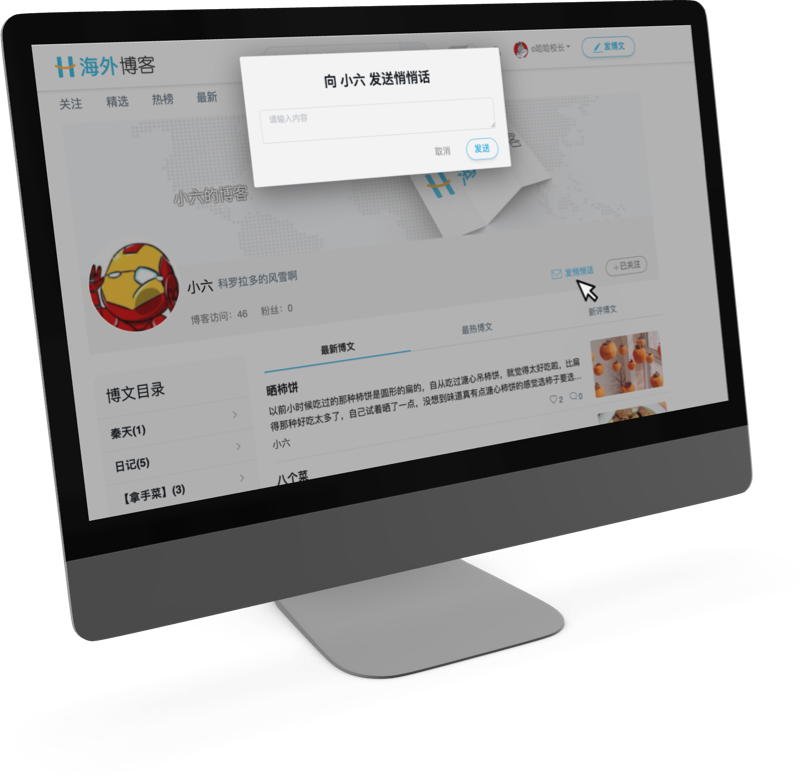 海外博客
o哈哈校长
发博文
关注 精选 热榜 最新
向 小六 发送悄悄话
请输入内容
取消 发送
小六的博客
小六 科罗拉多的风雪啊
发悄悄话 +已关注
博客访问：46 粉丝：0
最新博文 最热博文 新评博文
博文目录
秦天(1)
日记(5)
【拿手菜】(3)
晒柿饼
以前小时候吃过的那种柿饼是圆形的扁的，自从吃过溏心吊柿饼，就觉得太好吃啦，比扁
得那种好吃太多了，自己试着晒了一点，没想到味道真有点溏心柿饼的感觉选柿子要选...
小六
2 0
八个菜